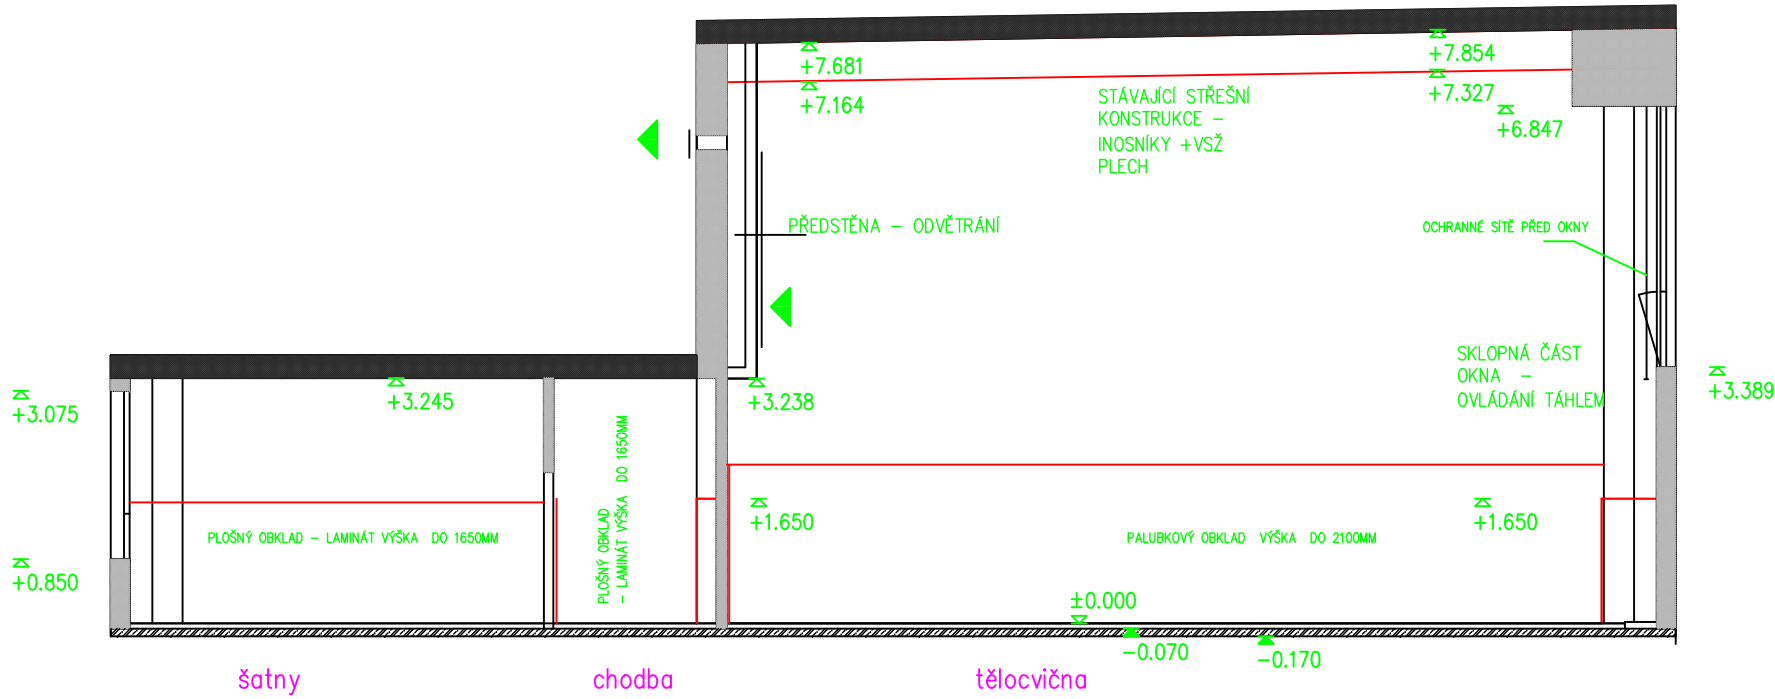 +7.681
+7.854
+7.164
+7.327
STÁVAJÍCÍ STŘEŠNÍ
KONSTRUKCE –
INOSNÍKY +VSŽ
PLECH
+6.847
PŘEDSTĚNA – ODVĚTRÁNÍ
OCHRANNÉ SÍTĚ PŘED OKNY
SKLOPNÁ ČÁST
OKNA –
OVLÁDÁNÍ TÁHLEM
+3.075
+3.245
+3.238
+3.389
PLOŠNÝ OBKLAD
– LAMINÁT VÝŠKA DO 1650MM
+1.650
+1.650
PLOŠNÝ OBKLAD – LAMINÁT VÝŠKA DO 1650MM
PALUBKOVÝ OBKLAD VÝŠKA DO 2100MM
+0.850
±0.000
–0.070
–0.170
šatny
chodba
tělocvična